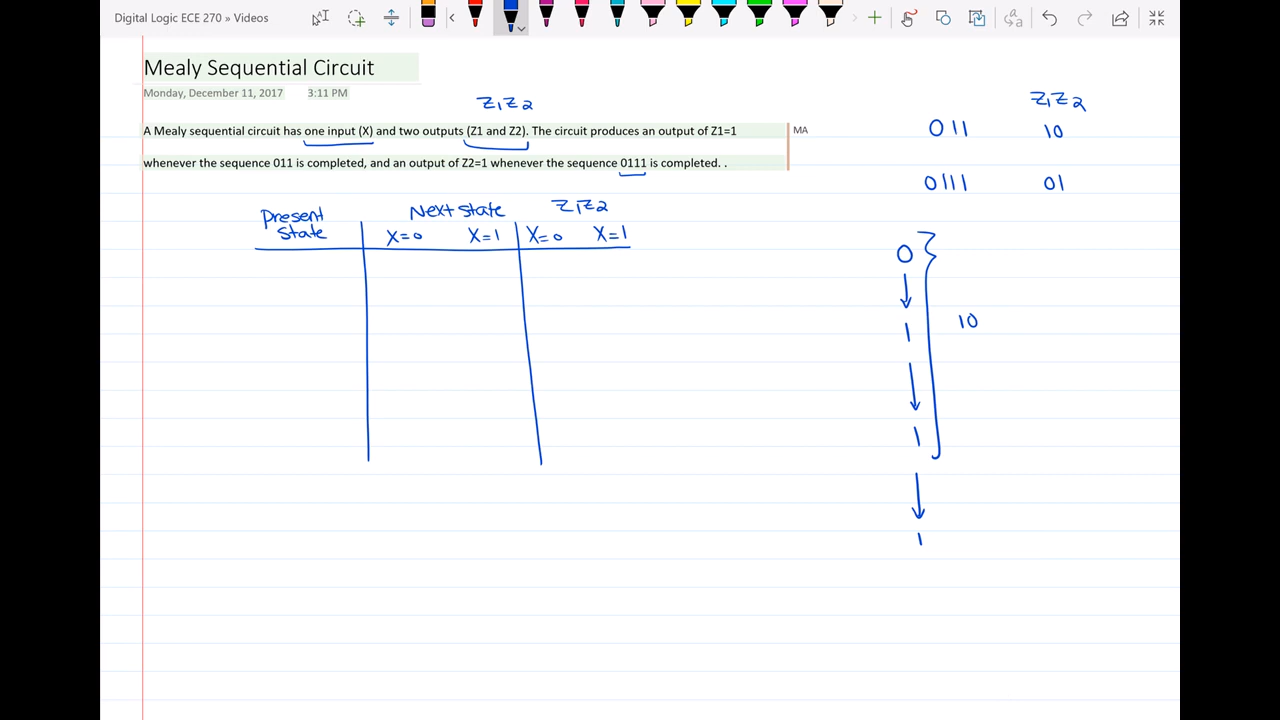 Digital Logic ECE 270 » Videos
Mealy Sequential Circuit
Monday, December 11, 2017 3:11 PM
Z1Z2
A Mealy sequential circuit has one input (X) and two outputs (Z1 and Z2). The circuit produces an output of Z1=1
whenever the sequence 011 is completed, and an output of Z2=1 whenever the sequence 0111 is completed. .
MA
Z1Z2
011 10
0111 01
Present State
Next State
Z1Z2
X=0 X=1 X=0 X=1
0
1
10
1
1